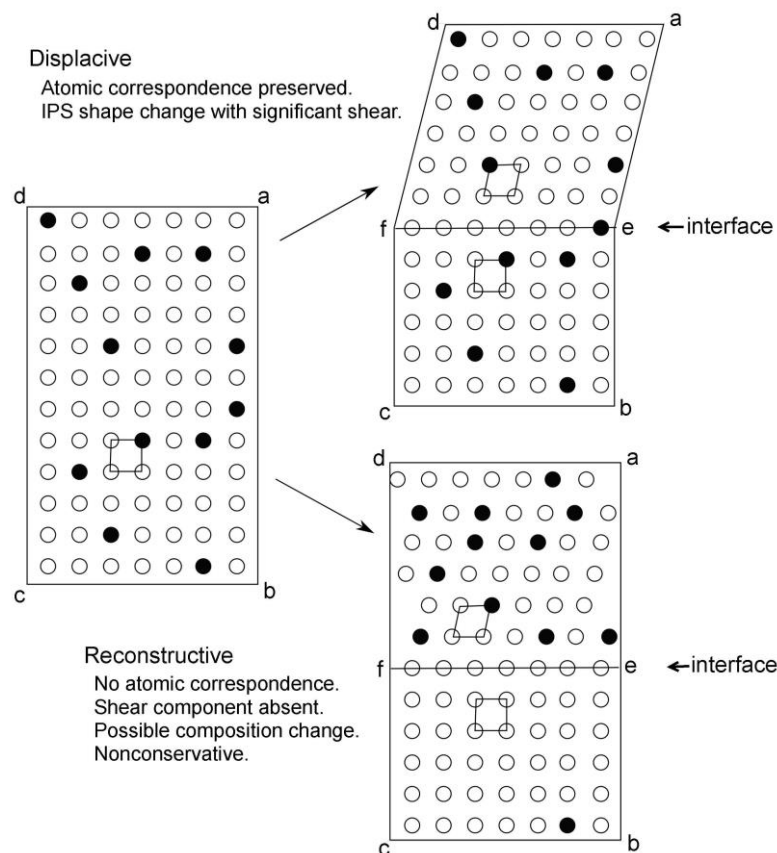 Displacive
Atomic correspondence preserved.
IPS shape change with significant shear.
d
a
c
b
d
a
f
e
interface
c
b
Reconstructive
No atomic correspondence.
Shear component absent.
Possible composition change.
Nonconservative.
d
a
f
e
interface
c
b